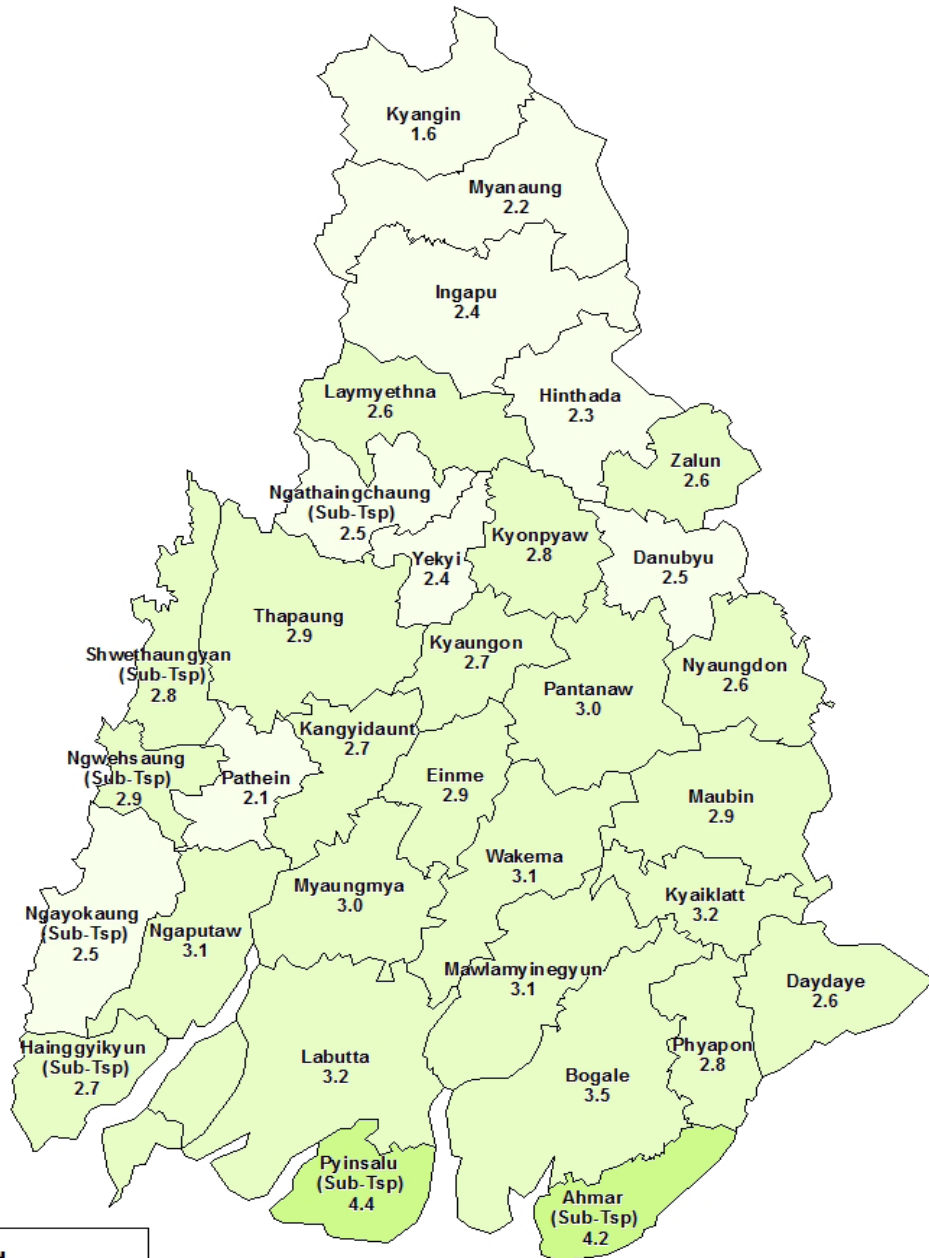 Kyangin
1.6
Myanaung
2.2
Ingapu
2.4
Laymyethna
2.6
Hinthada
2.3
Zalun
2.6
Ngathaingchaung
(Sub-Tsp)
2.5
Yekyi
2.4
Kyonpyaw
2.8
Danubyu
2.5
Thapaung
2.9
Shwethaungyan
(Sub-Tsp)
2.8
Kyaungon
2.7
Pantanaw
3.0
Nyaungdon
2.6
Kangyidaunt
2.7
Ngwehsaung
(Sub-Tsp)
2.9
Pathein
2.1
Einme
2.9
Maubin
2.9
Wakema
3.1
Myaungmya
3.0
Kyaiklatt
3.2
Ngayokaung
(Sub-Tsp)
2.5
Ngaputaw
3.1
Mawlamyinegyun
3.1
Daydaye
2.6
Hainggyikyun
(Sub-Tsp)
2.7
Labutta
3.2
Bogale
3.5
Phyapon
2.8
Pyinsalu
(Sub-Tsp)
4.4
Ahmar
(Sub-Tsp)
4.2